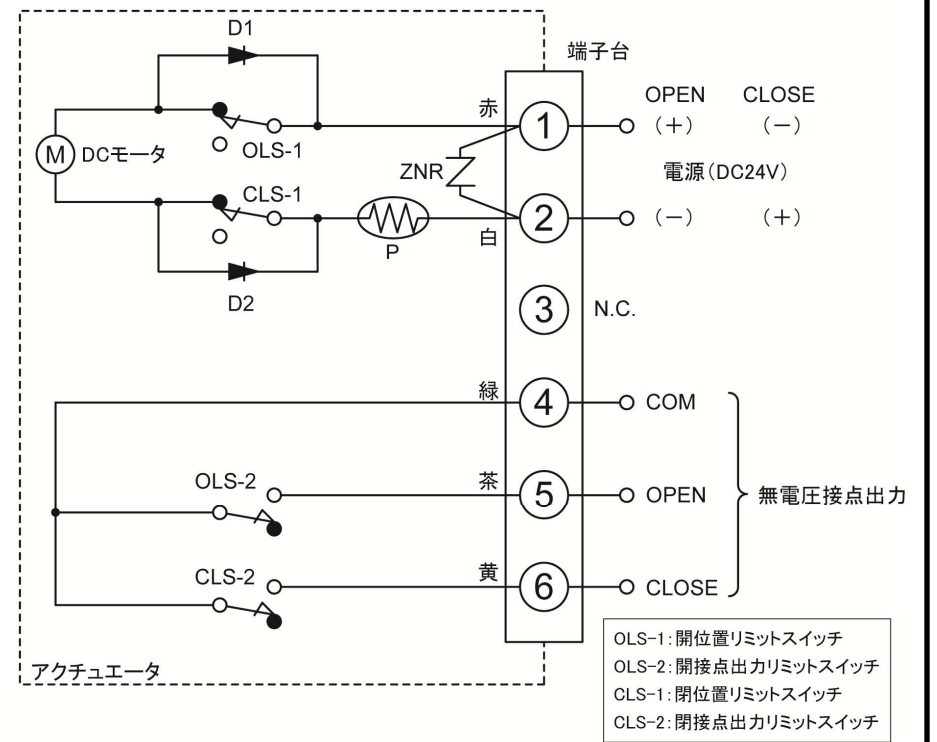 D1
端子台
OPEN CLOSE
赤
1
(+) (−)
M DCモータ
OLS-1
ZNR
電源(DC24V)
CLS-1
2
(−) (+)
白
P
D2
3
N.C.
緑
4
COM
OLS-2
茶
5
OPEN
無電圧接点出力
CLS-2
黄
6
CLOSE
アクチュエータ
OLS-1:開位置リミットスイッチ
OLS-2:開接点出力リミットスイッチ
CLS-1:閉位置リミットスイッチ
CLS-2:閉接点出力リミットスイッチ